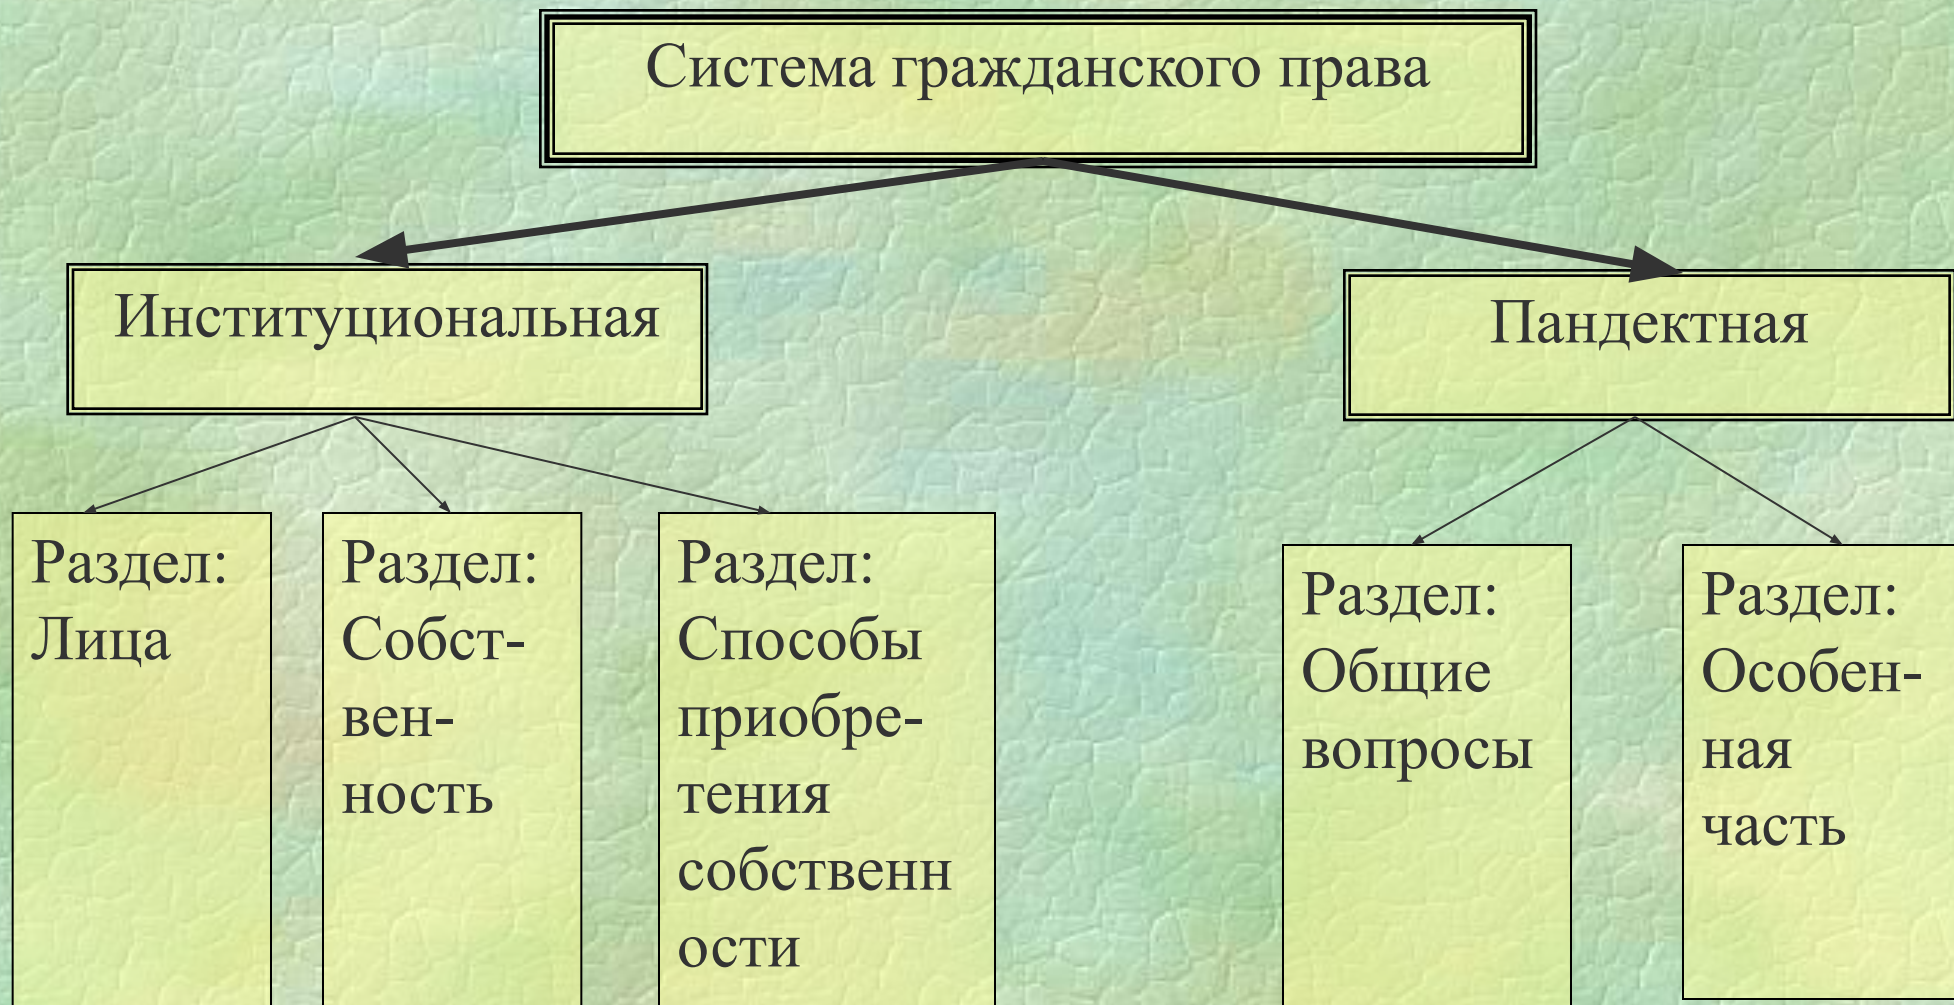 Система гражданского права
Институциональная
Пандектная
Раздел:
Лица
Раздел:
Собст-
вен-
ность
Раздел:
Способы
приобре-
тения
собственн
ости
Раздел:
Общие
вопросы
Раздел:
Особен-
ная
часть